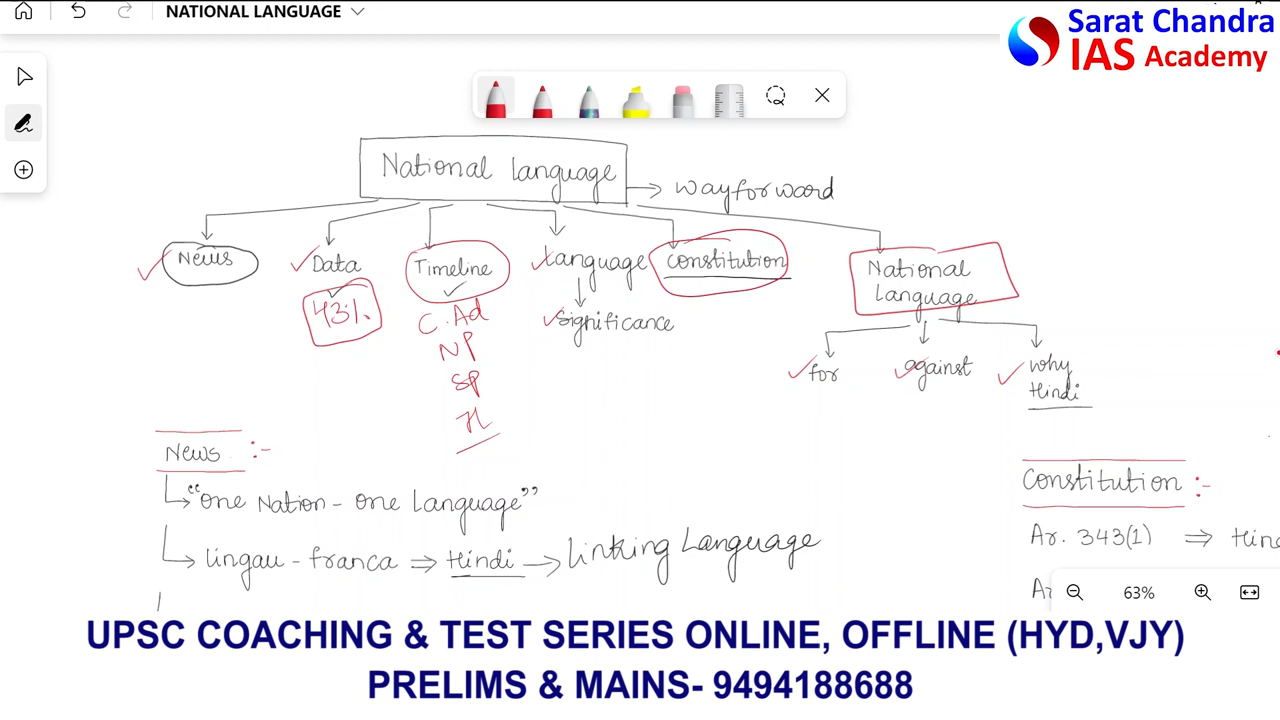 NATIONAL LANGUAGE
Sarat Chandra
IAS Academy
National Language
wayforword
News
Data
Timeline
Language
Constitution
National
Language
43%.
C. Ad
NP
SP
H
Significance
for
against
why
Hindi
News :-
"One Nation - One Language"
lingau - franca ⇒ Hindi → Linking Language
Constitution :-
Ar. 343(1) ⇒ Hind
Ar
63%
UPSC COACHING & TEST SERIES ONLINE, OFFLINE (HYD,VJY)
PRELIMS & MAINS- 9494188688